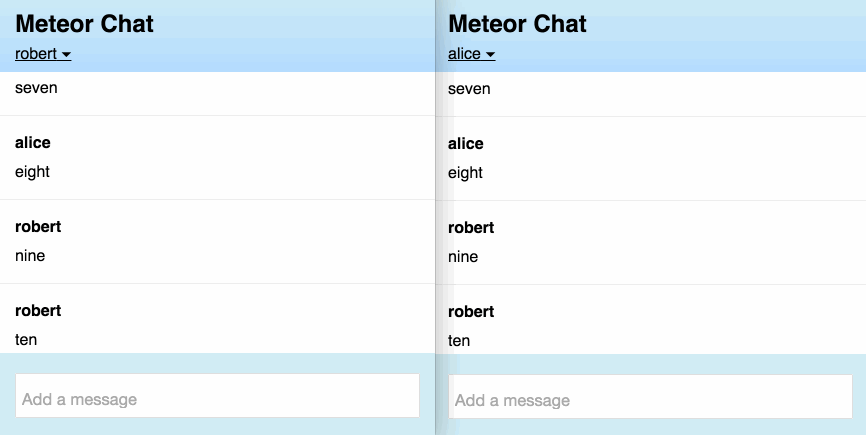 Meteor Chat
robert
seven
alice
eight
robert
nine
robert
ten
Add a message
Meteor Chat
alice
seven
alice
eight
robert
nine
robert
ten
Add a message